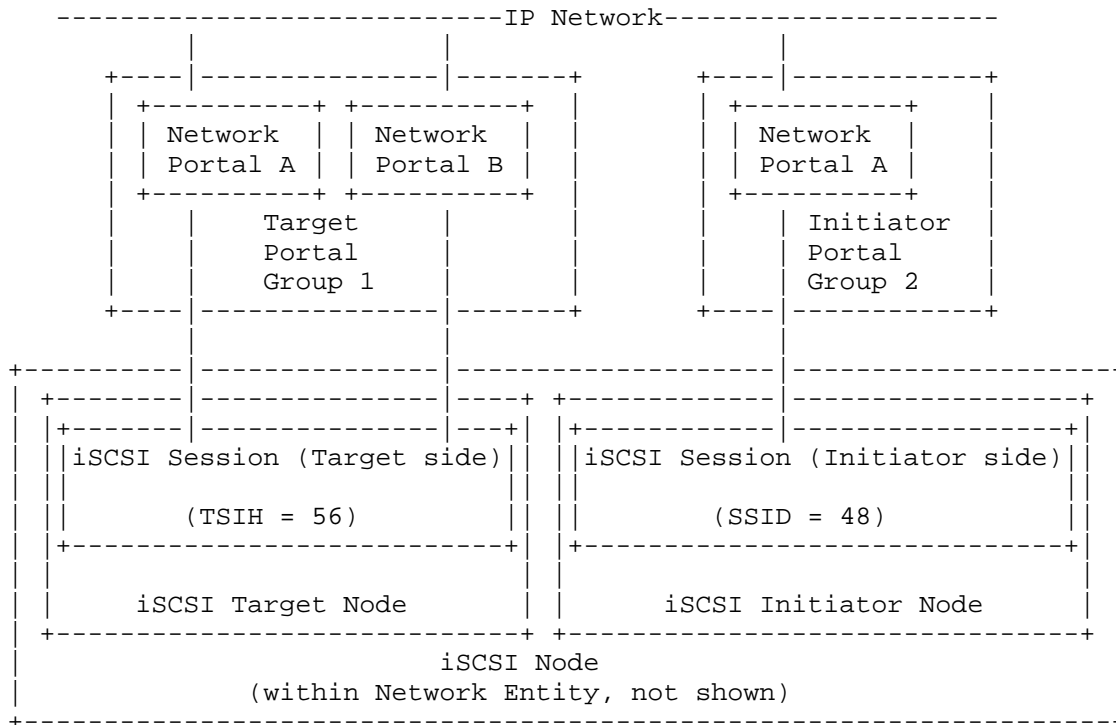 IP Network
Network Network Network
Portal A Portal B Portal A
Target Initiator
Portal Portal
Group 1 Group 2
iSCSI Session (Target side) iSCSI Session (Initiator side)
(TSIH = 56) (SSID = 48)
iSCSI Target Node iSCSI Initiator Node
iSCSI Node
(within Network Entity, not shown)